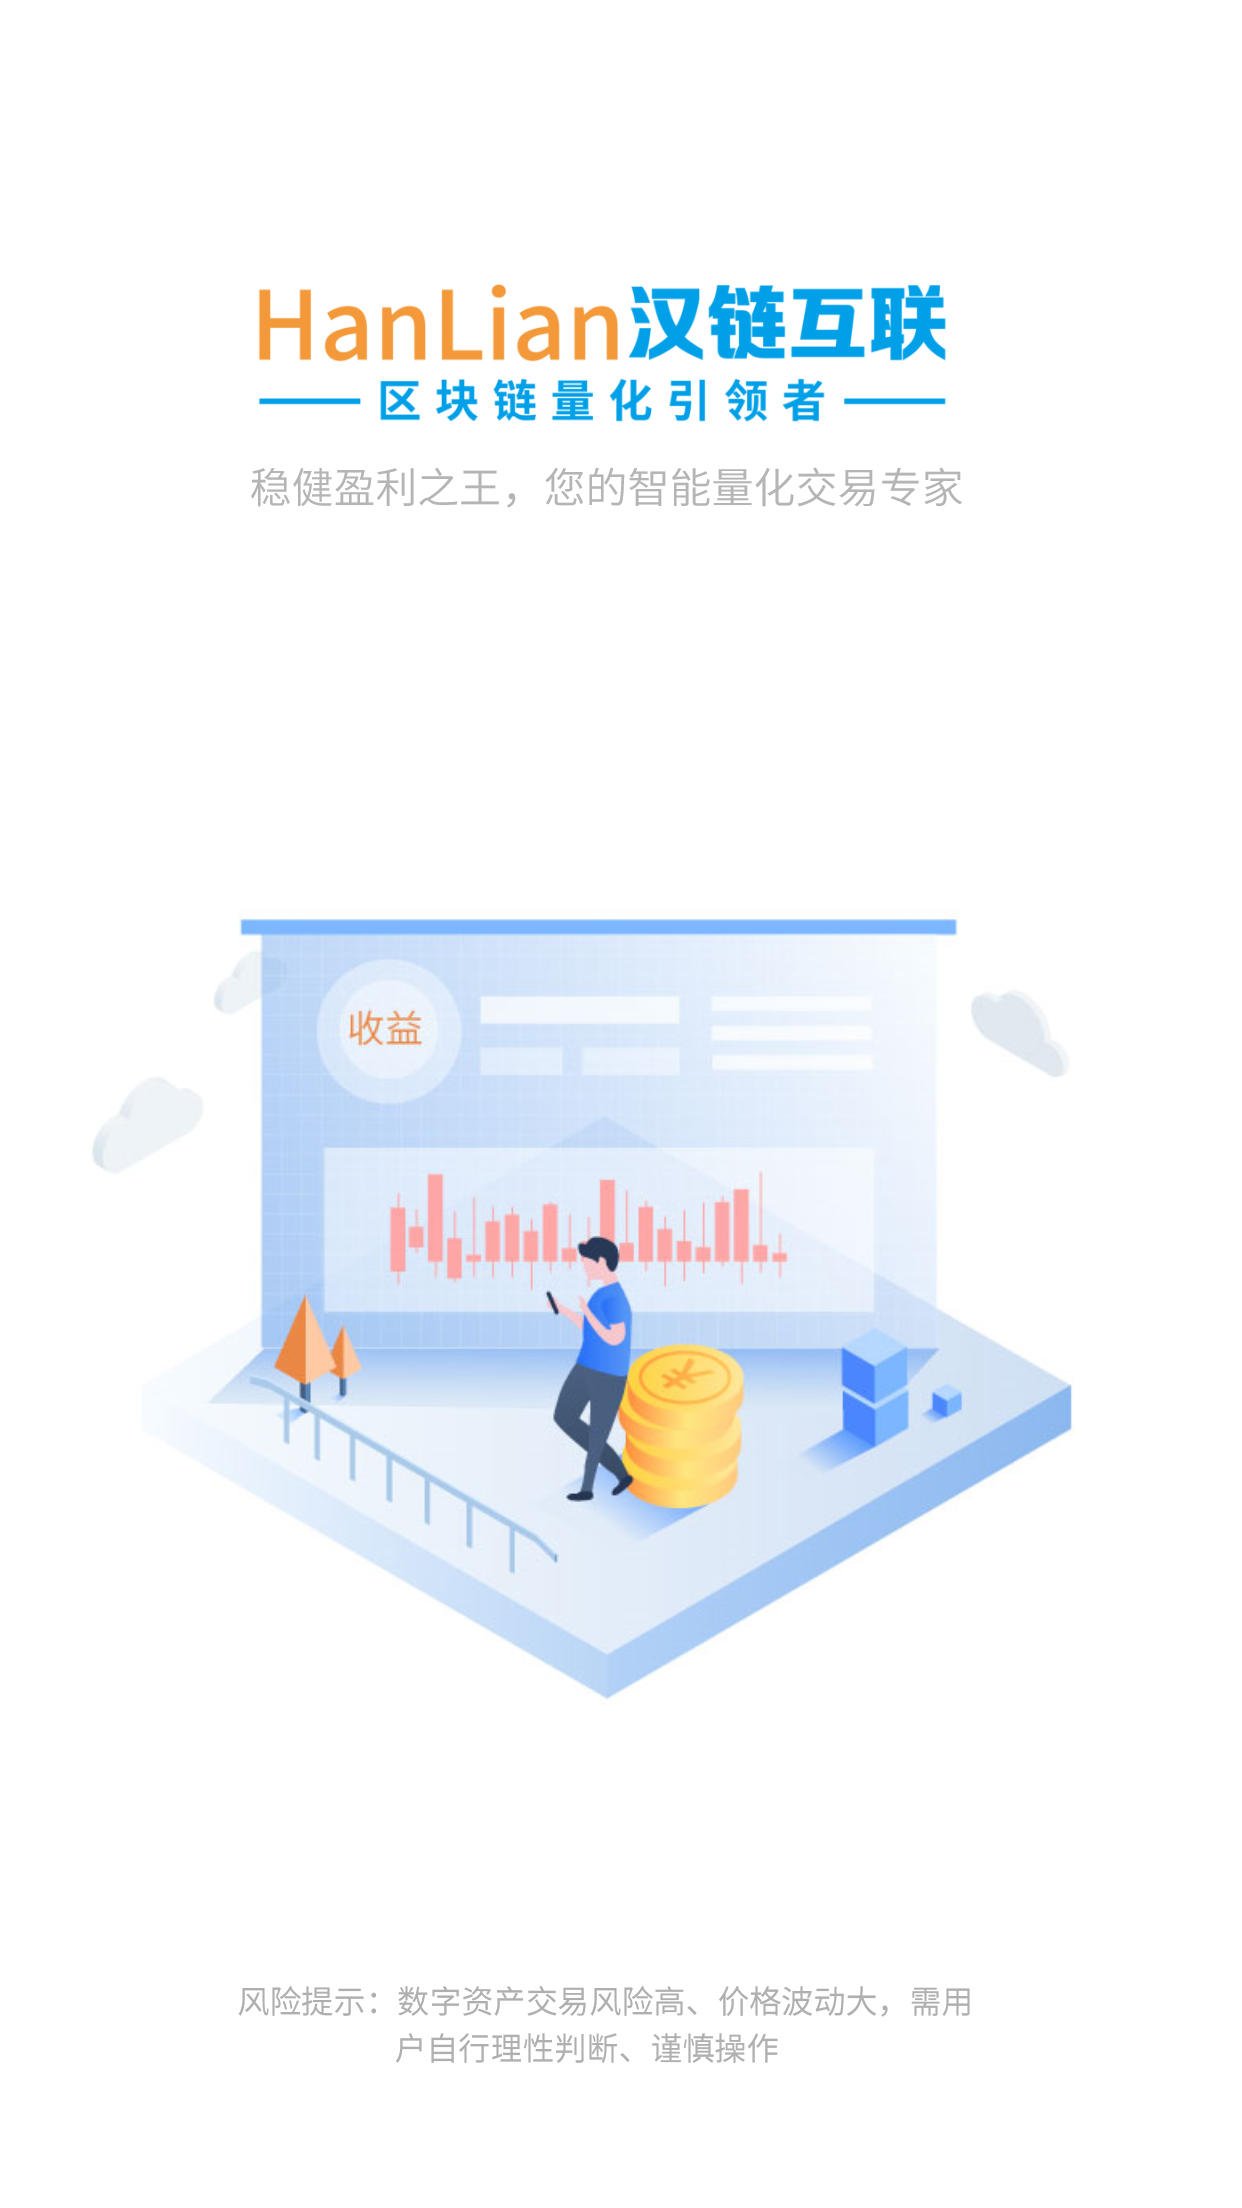 HanLian汉链互联
区块链量化引领者
稳健盈利之王，您的智能量化交易专家
收益
风险提示：数字资产交易风险高、价格波动大，需用
户自行理性判断、谨慎操作